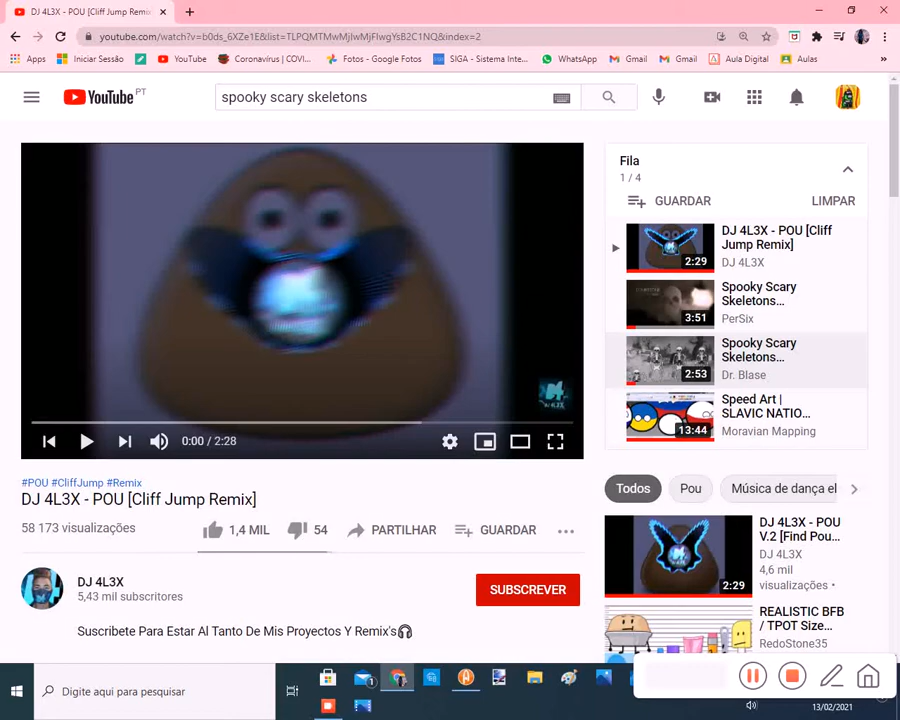 DJ 4L3X - POU [Cliff Jump Remix]
youtube.com/watch?v=b0ds_6XZe1E&list=TLPQMTMwMjIwMjFlwgYsB2C1NQ&index=2
Apps
Iniciar Sessão
YouTube
Coronavírus | COVI...
Fotos - Google Fotos
SIGA - Sistema Inte...
WhatsApp
Gmail
Gmail
Aula Digital
Aulas
YouTube PT
spooky scary skeletons
Fila
1 / 4
GUARDAR
LIMPAR
DJ 4L3X - POU [Cliff
Jump Remix]
DJ 4L3X
2:29
Spooky Scary
Skeletons...
PerSix
3:51
Spooky Scary
Skeletons...
Dr. Blase
2:53
Speed Art |
SLAVIC NATIO...
Moravian Mapping
13:44
DJ 4L3X
0:00 / 2:28
#POU #CliffJump #Remix
DJ 4L3X - POU [Cliff Jump Remix]
58 173 visualizações
1,4 MIL
54
PARTILHAR
GUARDAR
DJ 4L3X
5,43 mil subscritores
SUBSCREVER
Suscribete Para Estar Al Tanto De Mis Proyectos Y Remix's🎧
Todos
Pou
Música de dança el
DJ 4L3X - POU
V.2 [Find Pou...
DJ 4L3X
4,6 mil
visualizações •
2:29
REALISTIC BFB
/ TPOT Size...
RedoStone35
Digite aqui para pesquisar
1
13/02/2021